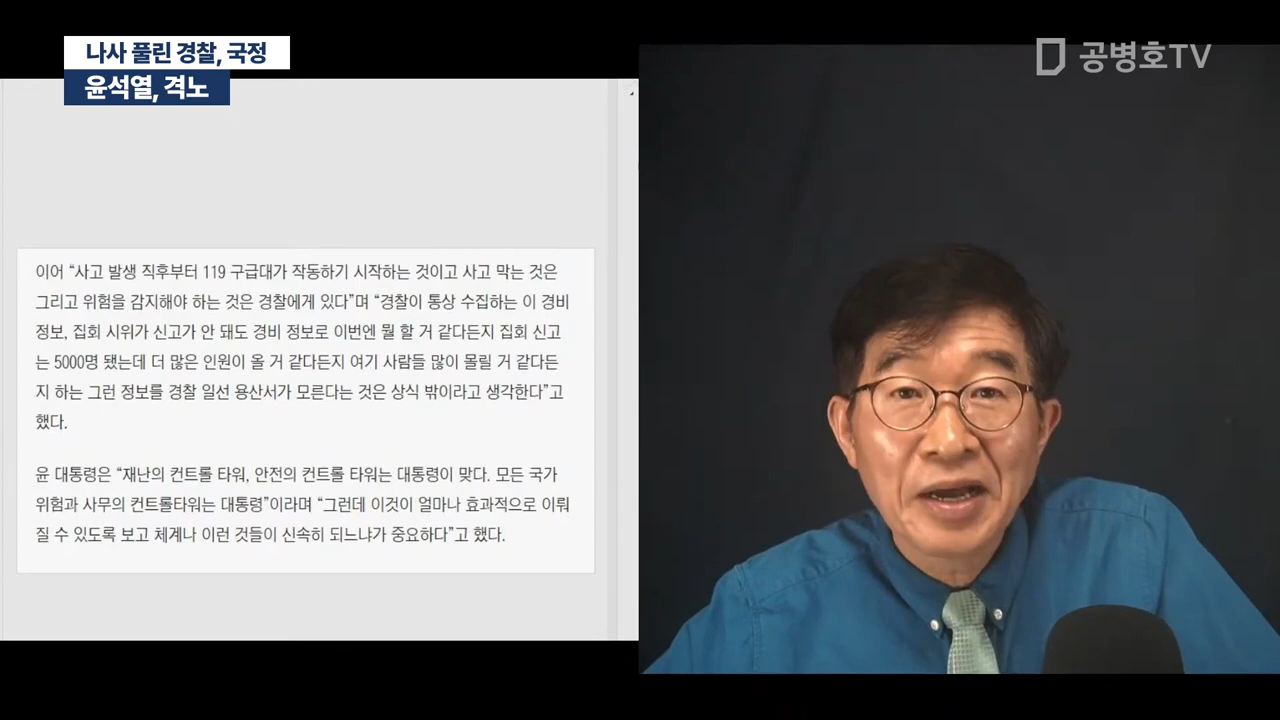 나사 풀린 경찰, 국정
윤석열, 격노
공병호TV
이어 “사고 발생 직후부터 119 구급대가 작동하기 시작하는 것이고 사고 막는 것은
그리고 위험을 감지해야 하는 것은 경찰에게 있다”며 “경찰이 통상 수집하는 이 경비
정보, 집회 시위가 신고가 안 돼도 경비 정보로 이번엔 뭘 할 거 같다든지 집회 신고
는 5000명 됐는데 더 많은 인원이 올 거 같다든지 여기 사람들 많이 몰릴 거 같다든
지 하는 그런 정보를 경찰 일선 용산서가 모른다는 것은 상식 밖이라고 생각한다”고
했다.
윤 대통령은 “재난의 컨트롤 타워, 안전의 컨트롤 타워는 대통령이 맞다. 모든 국가
위험과 사무의 컨트롤타워는 대통령”이라며 “그런데 이것이 얼마나 효과적으로 이뤄
질 수 있도록 보고 체계나 이런 것들이 신속히 되느냐가 중요하다”고 했다.